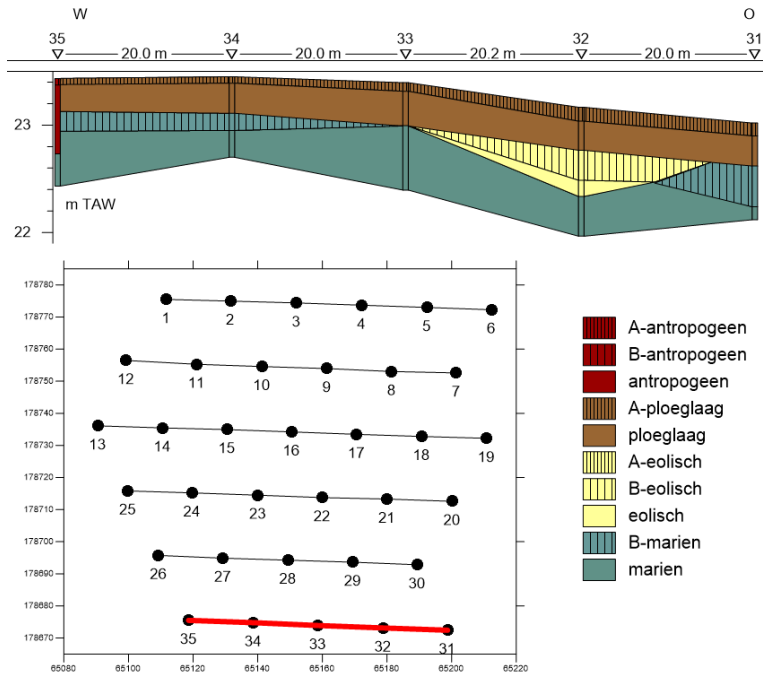 W O
35 34 33 32 31
20.0 m 20.0 m 20.2 m 20.0 m
23
m TAW
22
178780
1 2 3 4 5 6
178770
178760
12 11 10 9 8 7
178750
178740
13 14 15 16 17 18 19
178730
178720
25 24 23 22 21 20
178710
178700
26 27 28 29 30
178690
178680
35 34 33 32 31
178670
65080 65100 65120 65140 65160 65180 65200 65220
A-antropogeen
B-antropogeen
antropogeen
A-ploeglaag
ploeglaag
A-eolisch
B-eolisch
eolisch
B-marien
marien